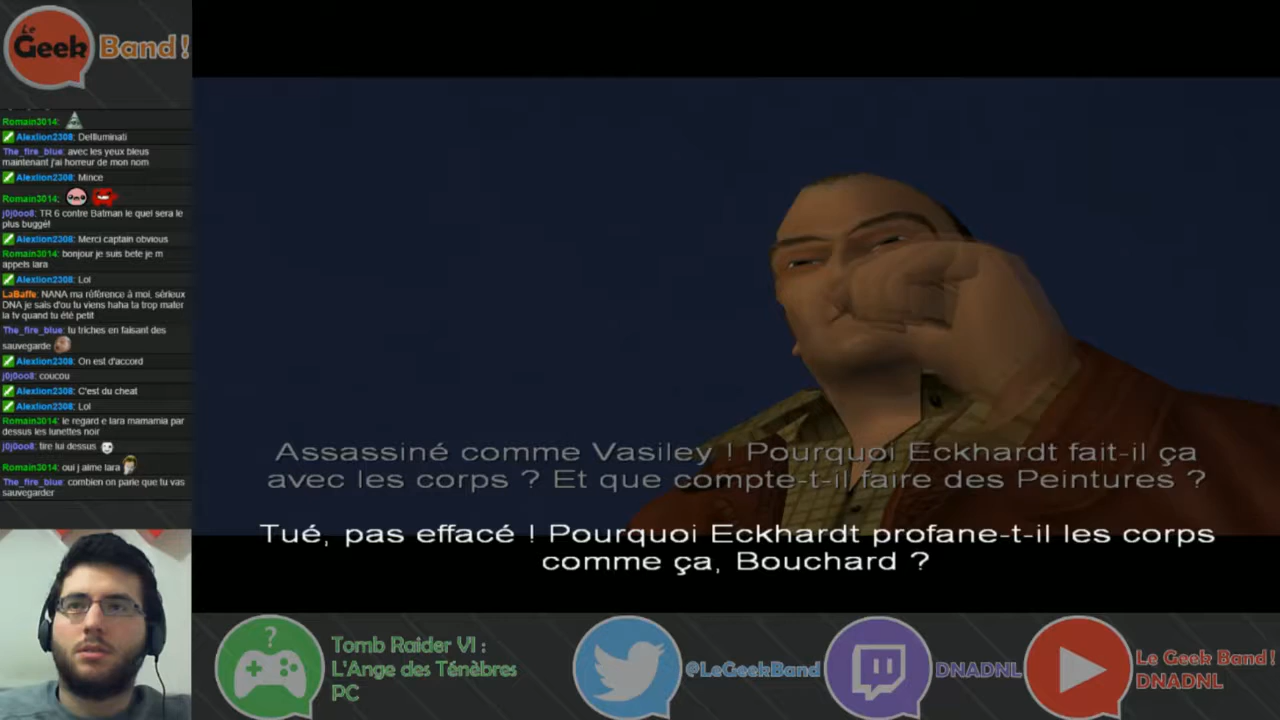 Le
Geek Band !
Romain3014:
Alexlion2308: DeIlluminati
The_fire_blue: avec les yeux bleus
maintenant j'ai horreur de mon nom
Alexlion2308: Mince
Romain3014:
j0j0oo8: TR 6 contre Batman le quel sera le
plus buggé!
Alexlion2308: Merci captain obvious
Romain3014: bonjour je suis bete je m
appels lara
Alexlion2308: Lol
LaBaffe: NANA ma référence à moi, sérieux
DNA je sais d'ou tu viens haha ta trop mater
la tv quand tu été petit
The_fire_blue: tu triches en faisant des
sauvegarde
Alexlion2308: On est d'accord
j0j0oo8: coucou
Alexlion2308: C'est du cheat
Alexlion2308: Lol
Romain3014: le regard e lara mamamia par
dessus les lunettes noir
j0j0oo8: tire lui dessus
Romain3014: oui j aime lara
The_fire_blue: combien on parie que tu vas
sauvegarder
Assassiné comme Vasiley ! Pourquoi Eckhardt fait-il ça
avec les corps ? Et que compte-t-il faire des Peintures ?
Tué, pas effacé ! Pourquoi Eckhardt profane-t-il les corps
comme ça, Bouchard ?
?
Tomb Raider VI :
L'Ange des Ténèbres
PC
@LeGeekBand
DNADNL
Le Geek Band !
DNADNL